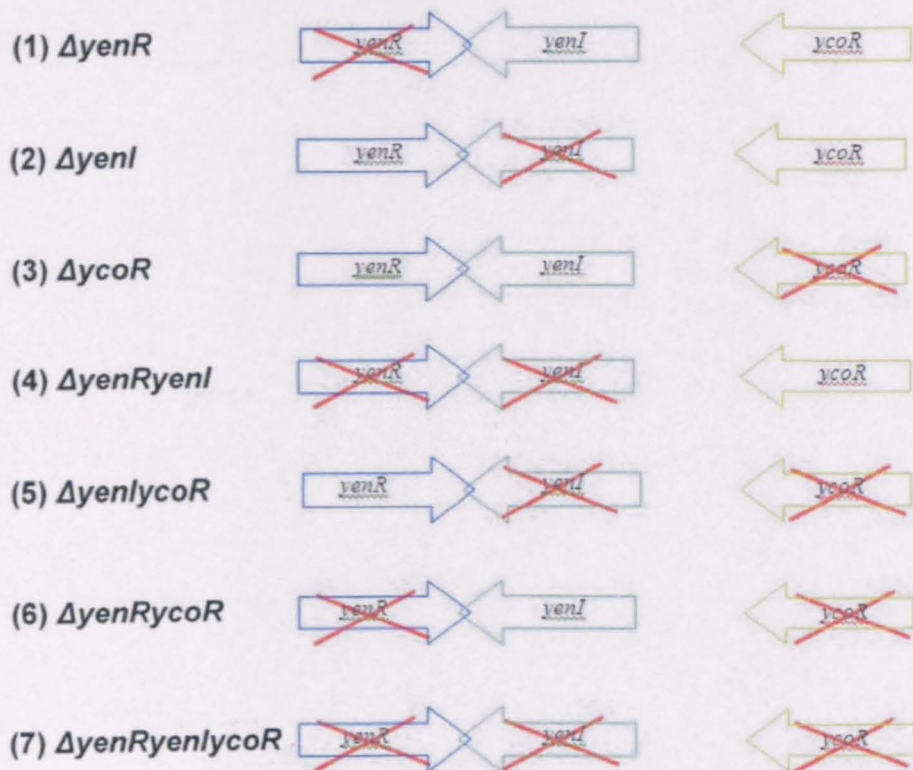 (1) ΔyenR yenR yenI ycoR
(2) ΔyenI yenR yenI ycoR
(3) ΔycoR yenR yenI ycoR
(4) ΔyenRyenI yenR yenI ycoR
(5) ΔyenIycoR yenR yenI ycoR
(6) ΔyenRycoR yenR yenI ycoR
(7) ΔyenRyenIycoR yenR yenI ycoR